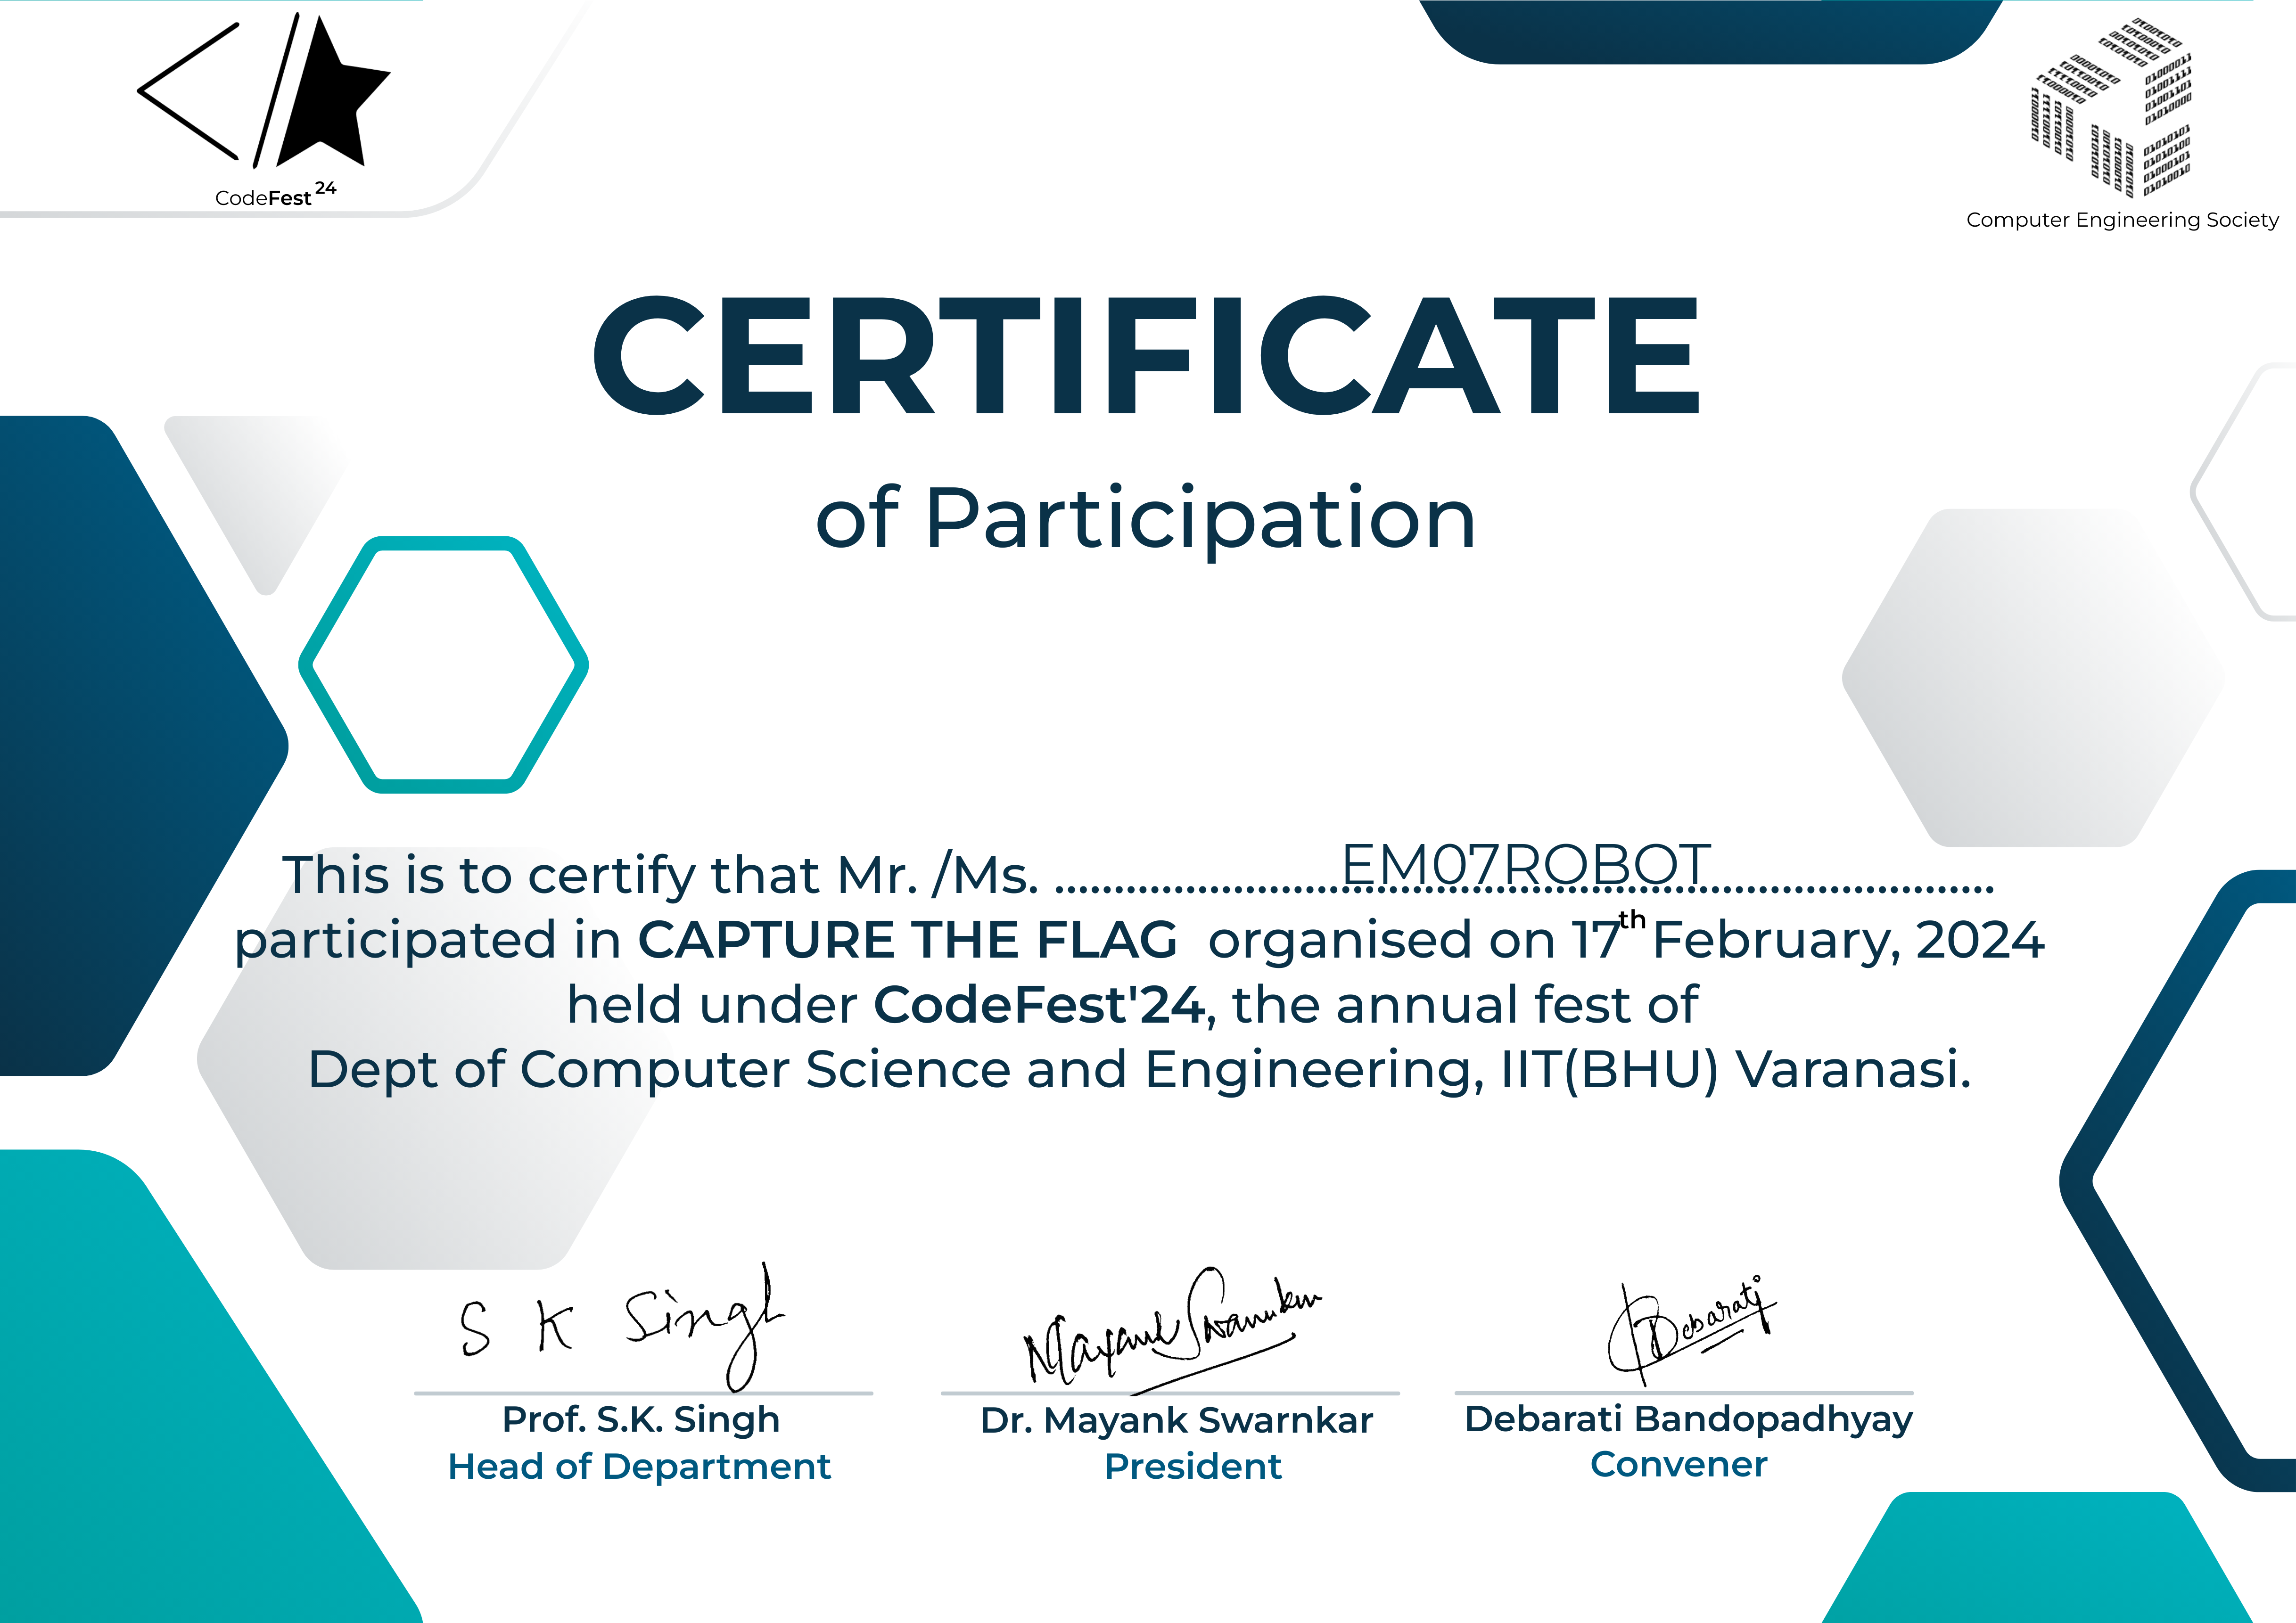 CodeFest 24
Computer Engineering Society
CERTIFICATE
of Participation
This is to certify that Mr. /Ms. EM07ROBOT
participated in CAPTURE THE FLAG organised on 17th February, 2024
held under CodeFest'24, the annual fest of
Dept of Computer Science and Engineering, IIT(BHU) Varanasi.
S K Singh
Mayank Swarnkar
Debarati
Prof. S.K. Singh
Head of Department
Dr. Mayank Swarnkar
President
Debarati Bandopadhyay
Convener